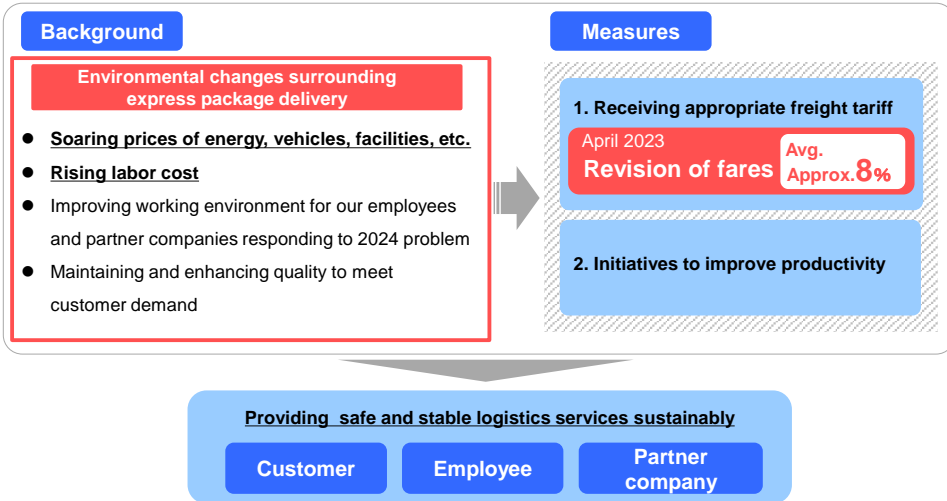 Background
Environmental changes surrounding
express package delivery
● Soaring prices of energy, vehicles, facilities, etc.
● Rising labor cost
● Improving working environment for our employees
and partner companies responding to 2024 problem
● Maintaining and enhancing quality to meet
customer demand
Measures
1. Receiving appropriate freight tariff
April 2023
Revision of fares
Avg.
Approx.8%
2. Initiatives to improve productivity
Providing safe and stable logistics services sustainably
Customer
Employee
Partner
company